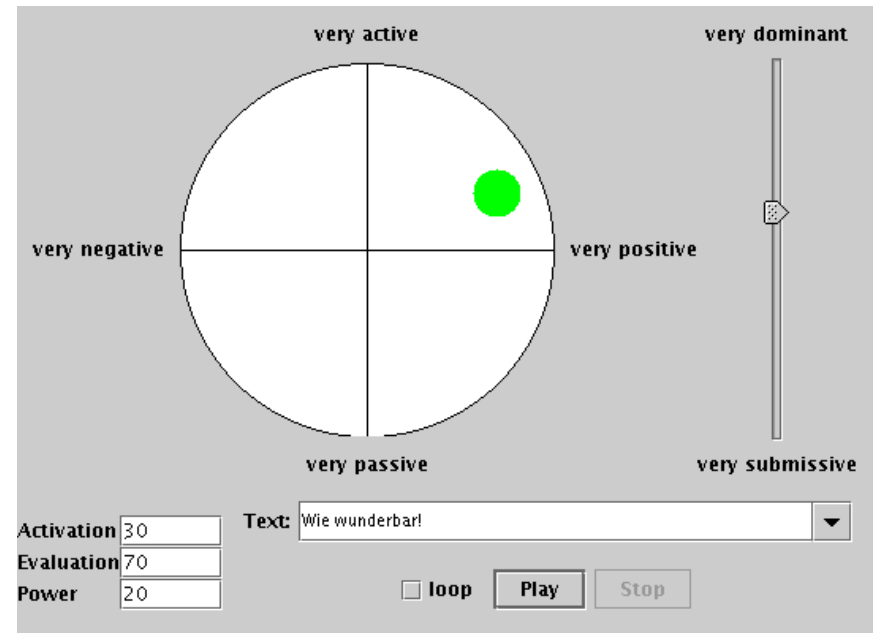 very active
very dominant
very negative
very positive
very passive
very submissive
Activation 30
Evaluation 70
Power 20
Text: Wie wunderbar!
loop Play Stop